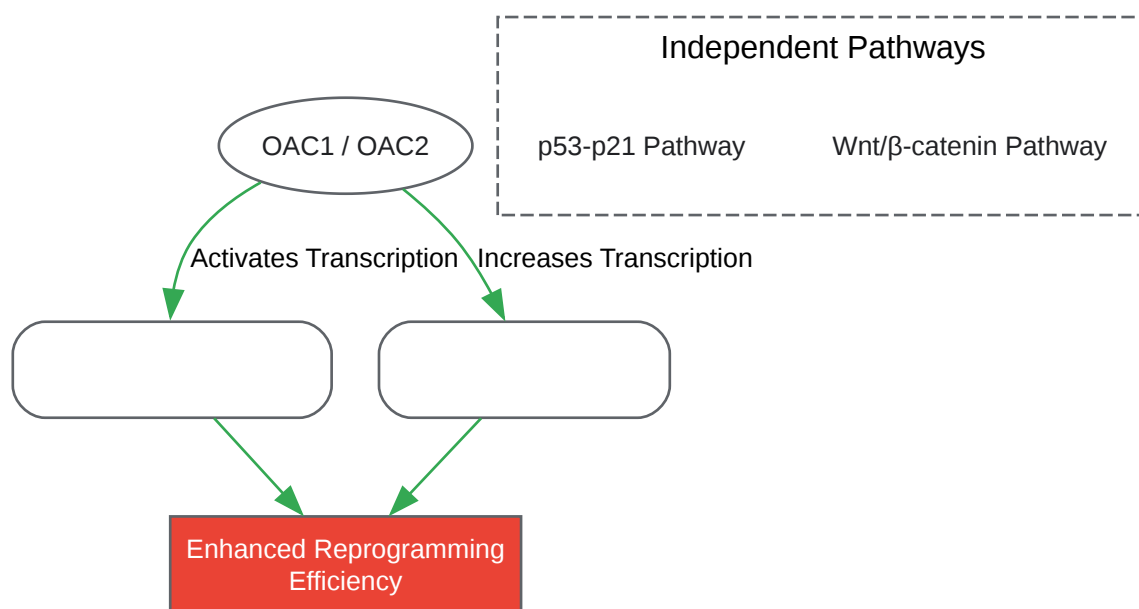 Independent Pathways
OAC1 / OAC2
p53-p21 Pathway
Wnt/β-catenin Pathway
Activates Transcription
Increases Transcription
Enhanced Reprogramming
Efficiency